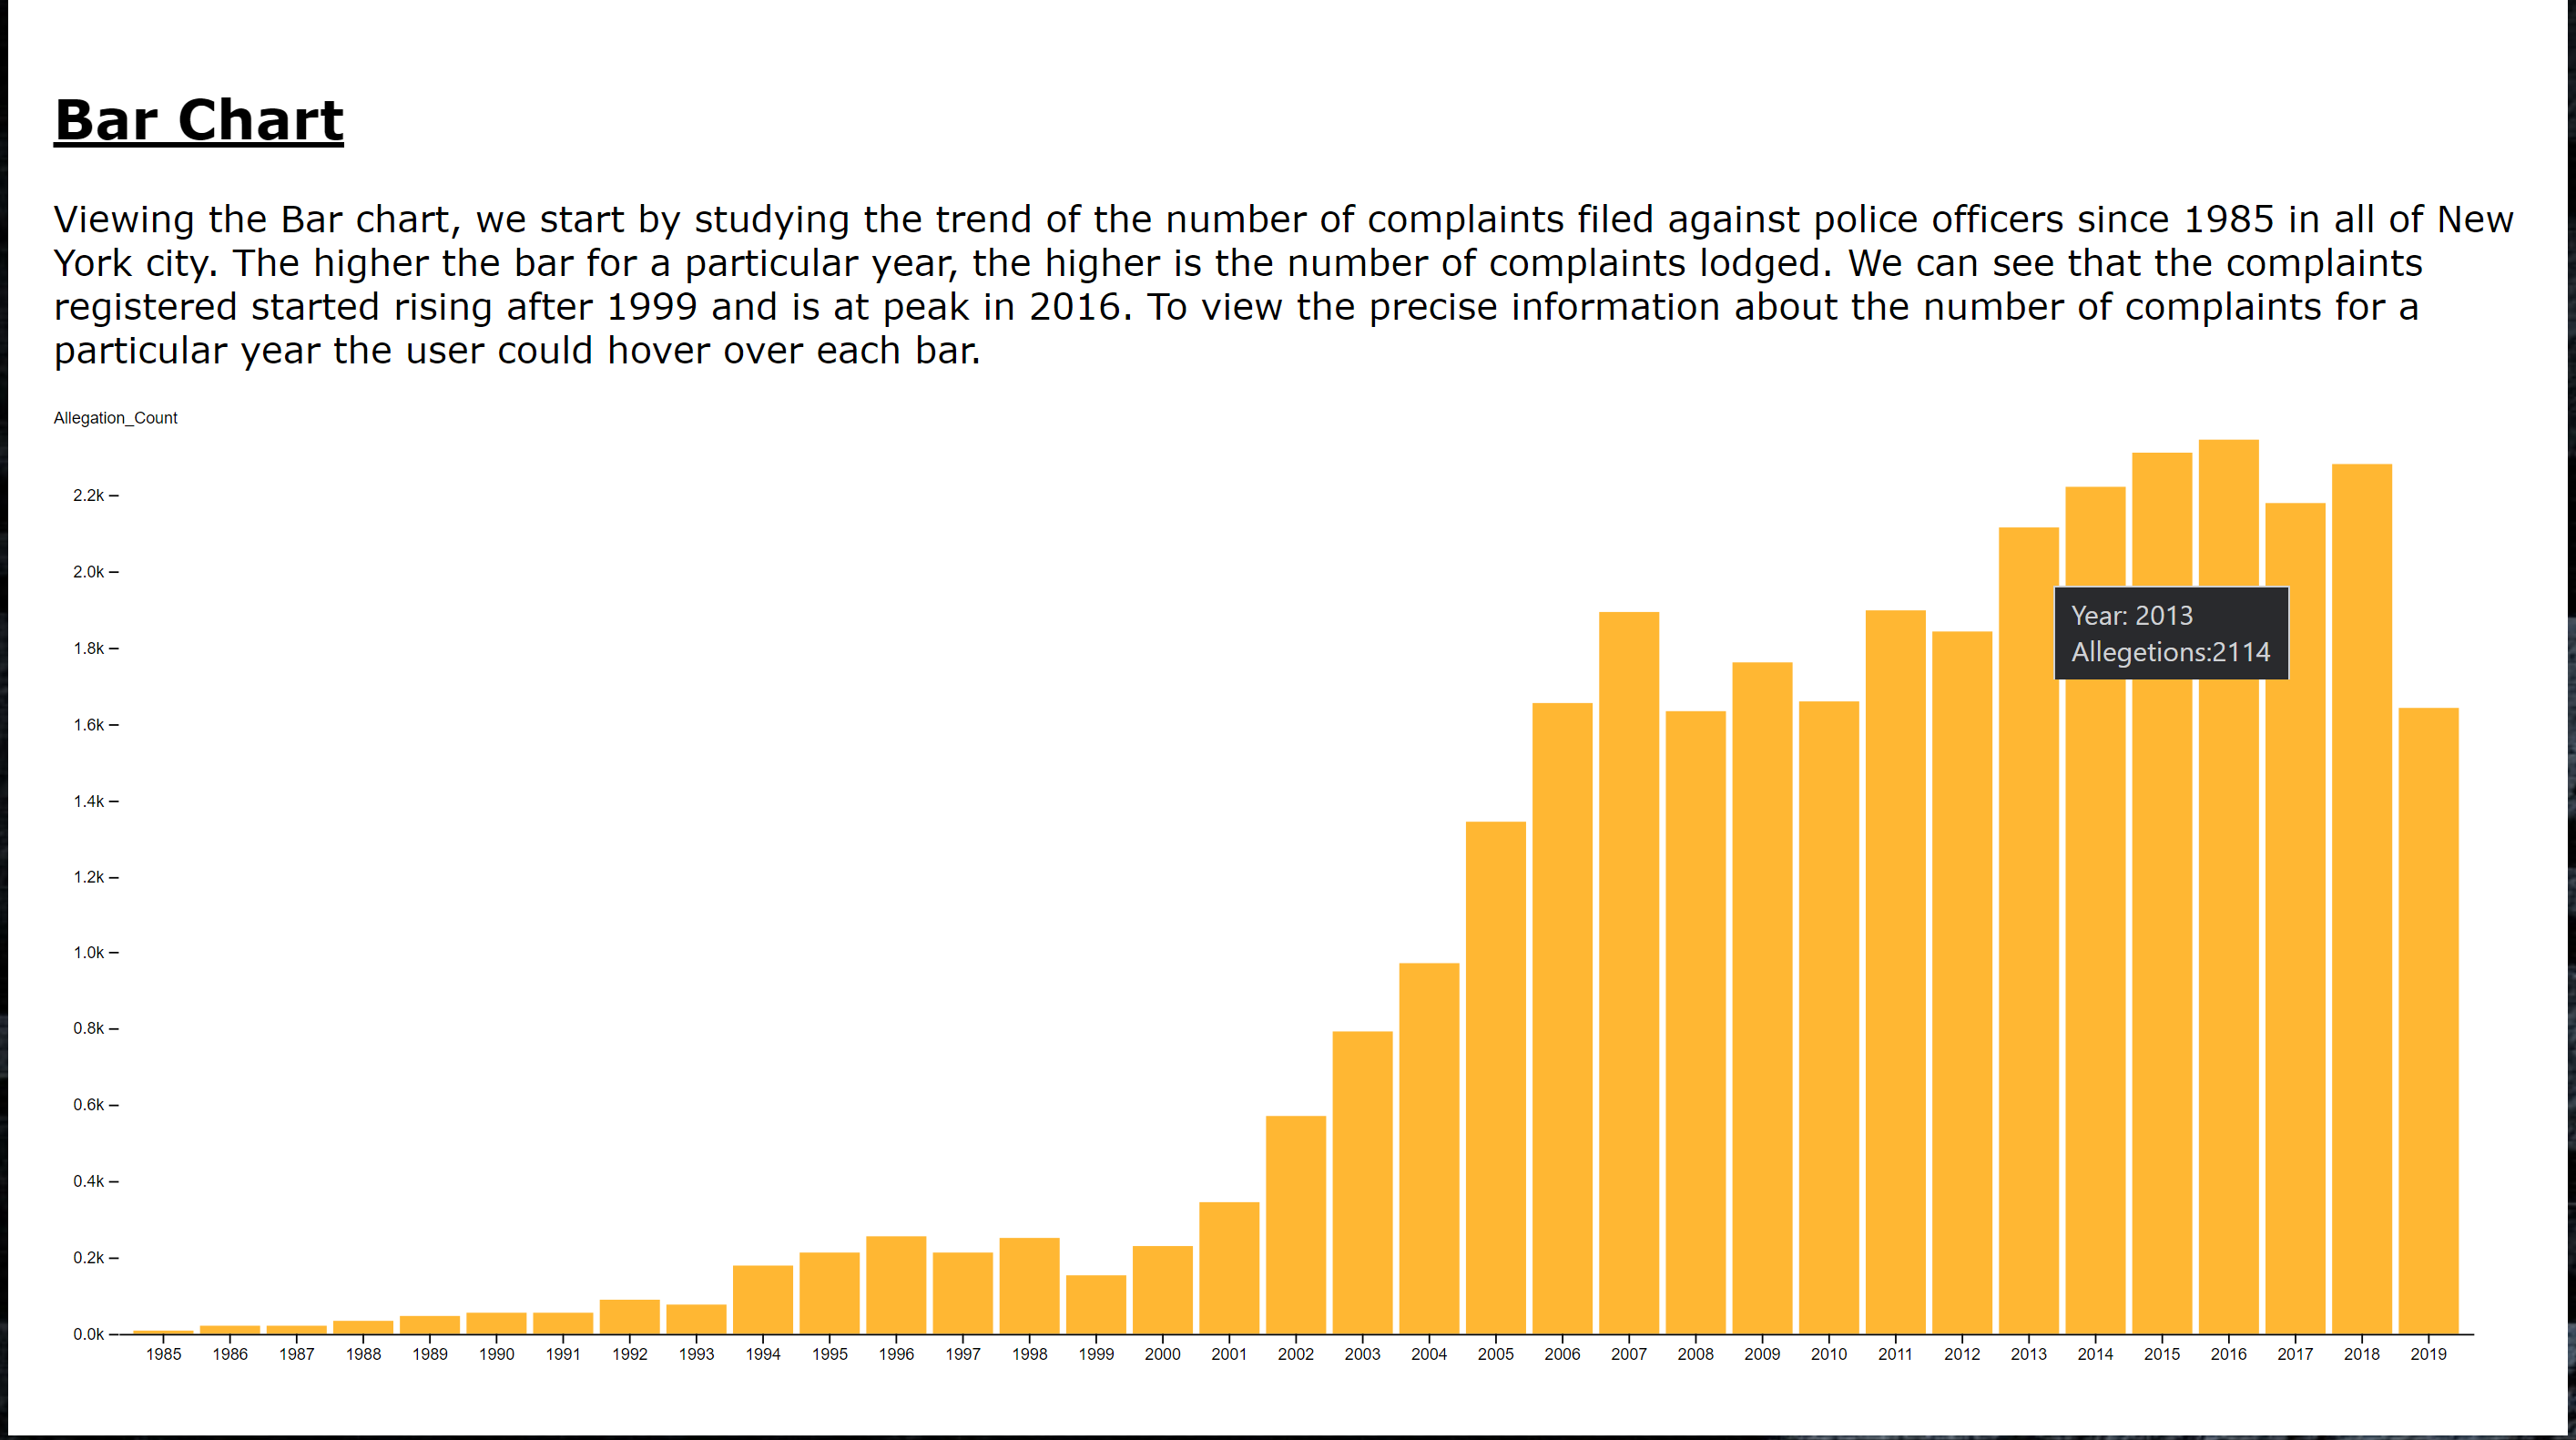 Bar Chart
Viewing the Bar chart, we start by studying the trend of the number of complaints filed against police officers since 1985 in all of New
York city. The higher the bar for a particular year, the higher is the number of complaints lodged. We can see that the complaints
registered started rising after 1999 and is at peak in 2016. To view the precise information about the number of complaints for a
particular year the user could hover over each bar.
Allegation_Count
2.2k
2.0k
1.8k
1.6k
1.4k
1.2k
1.0k
0.8k
0.6k
0.4k
0.2k
0.0k
Year: 2013
Allegetions:2114
1985 1986 1987 1988 1989 1990 1991 1992 1993 1994 1995 1996 1997 1998 1999 2000 2001 2002 2003 2004 2005 2006 2007 2008 2009 2010 2011 2012 2013 2014 2015 2016 2017 2018 2019